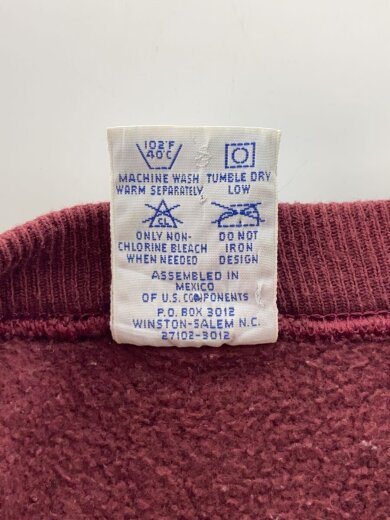 102°F
40°C
MACHINE WASH
WARM SEPARATELY
TUMBLE DRY
LOW
CL
ONLY NON-
CHLORINE BLEACH
WHEN NEEDED
DO NOT
IRON
DESIGN
ASSEMBLED IN
MEXICO
OF U.S. COMPONENTS
P.O. BOX 3012
WINSTON-SALEM N.C.
27102-3012